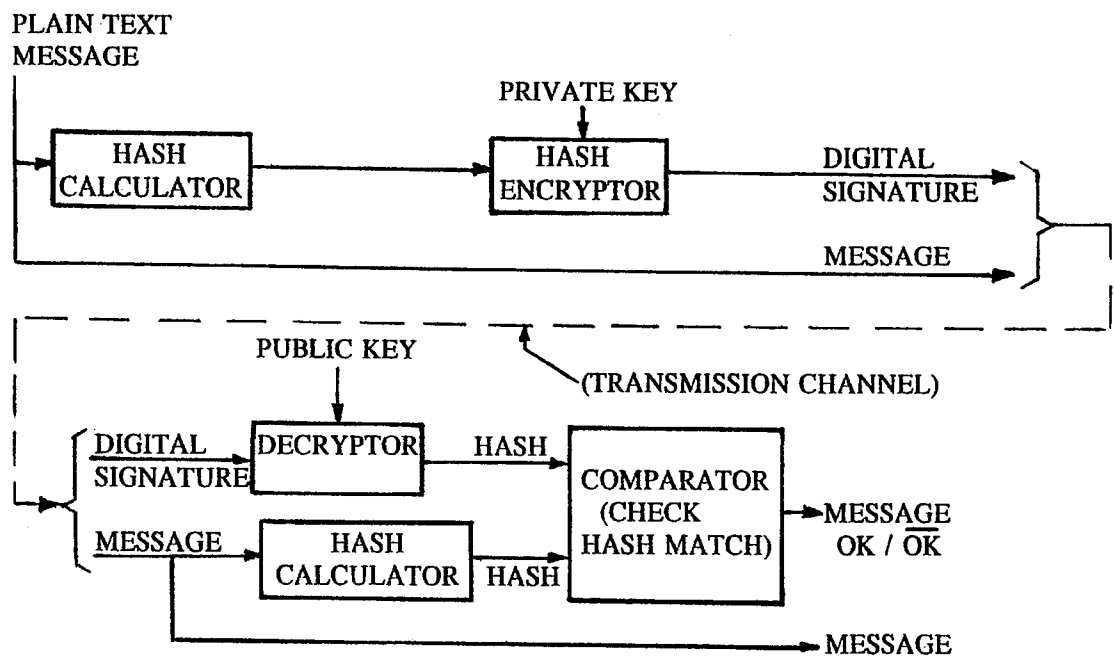 PLAIN TEXT
MESSAGE
PRIVATE KEY
HASH
CALCULATOR
HASH
ENCRYPTOR
DIGITAL
SIGNATURE
MESSAGE
PUBLIC KEY
(TRANSMISSION CHANNEL)
DIGITAL
SIGNATURE
DECRYPTOR
HASH
COMPARATOR
(CHECK
HASH MATCH)
MESSAGE
OK / O̅K̅
MESSAGE
HASH
CALCULATOR
HASH
MESSAGE